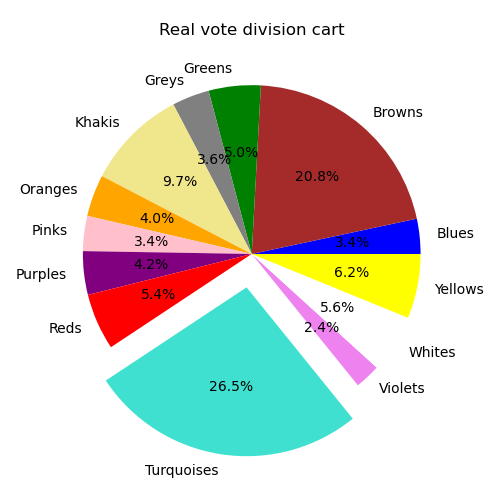 Real vote division cart
Greens
Greys
Browns
Khakis
5.0%
3.6%
20.8%
9.7%
Oranges
4.0%
Pinks
3.4%
Blues
3.4%
Purples
4.2%
6.2%
Yellows
5.4%
5.6%
Reds
2.4%
Whites
Violets
26.5%
Turquoises